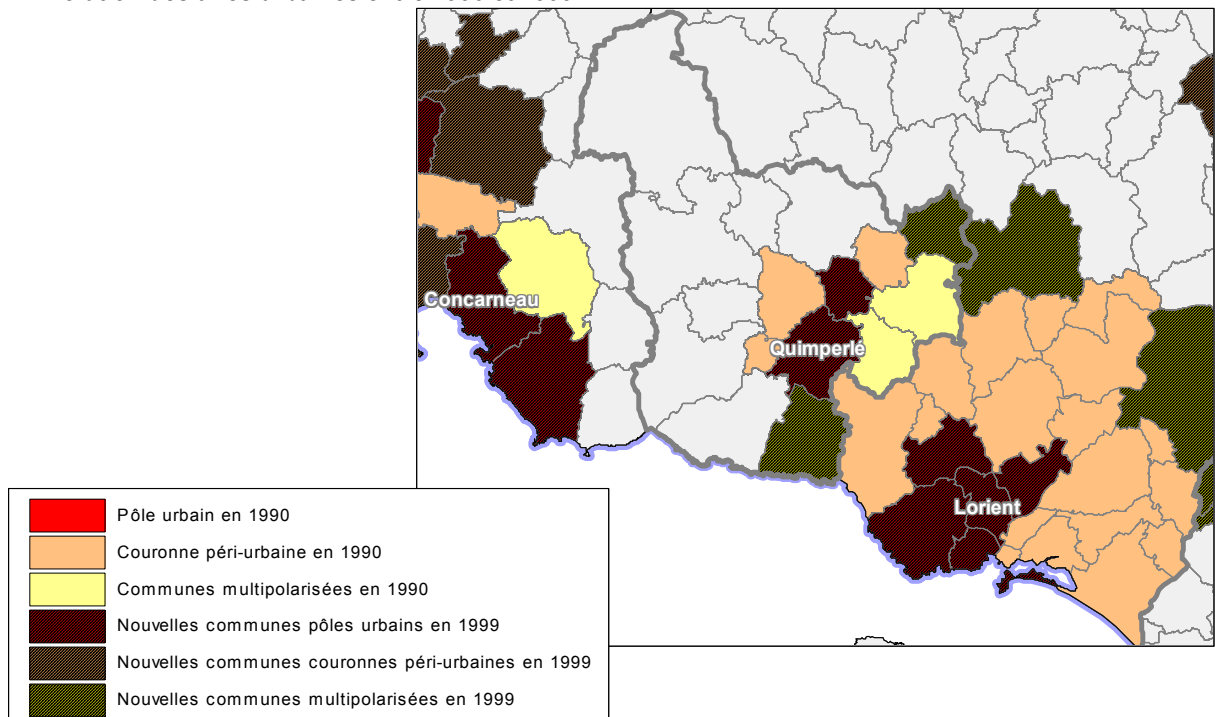 Concarneau
Quimperlé
Lorient
Pôle urbain en 1990
Couronne péri-urbaine en 1990
Communes multipolarisées en 1990
Nouvelles communes pôles urbains en 1999
Nouvelles communes couronnes péri-urbaines en 1999
Nouvelles communes multipolarisées en 1999